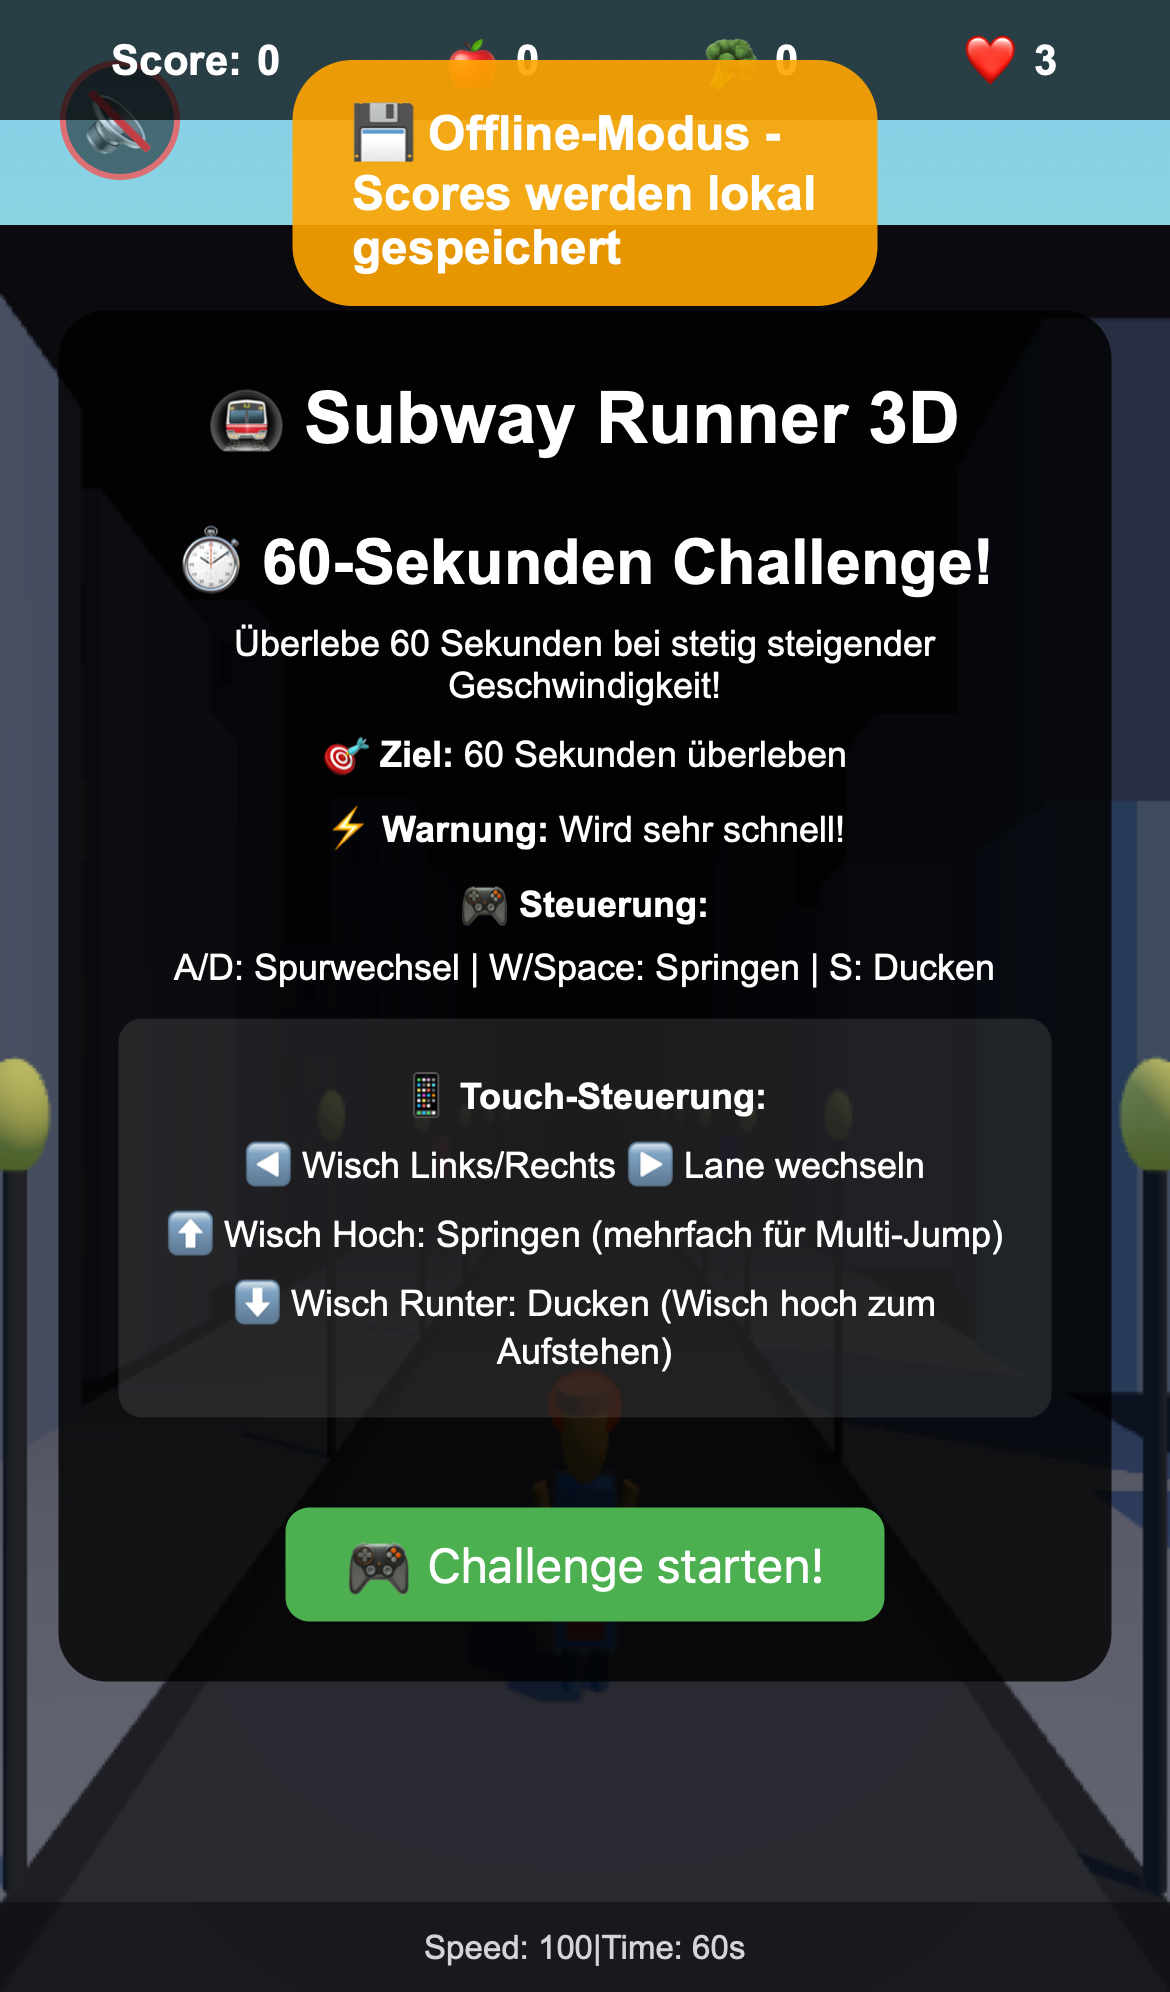 Score: 0 0 0 3
Offline-Modus -
Scores werden lokal
gespeichert
Subway Runner 3D
60-Sekunden Challenge!
Überlebe 60 Sekunden bei stetig steigender
Geschwindigkeit!
Ziel: 60 Sekunden überleben
Warnung: Wird sehr schnell!
Steuerung:
A/D: Spurwechsel | W/Space: Springen | S: Ducken
Touch-Steuerung:
Wisch Links/Rechts Lane wechseln
Wisch Hoch: Springen (mehrfach für Multi-Jump)
Wisch Runter: Ducken (Wisch hoch zum
Aufstehen)
Challenge starten!
Speed: 100|Time: 60s